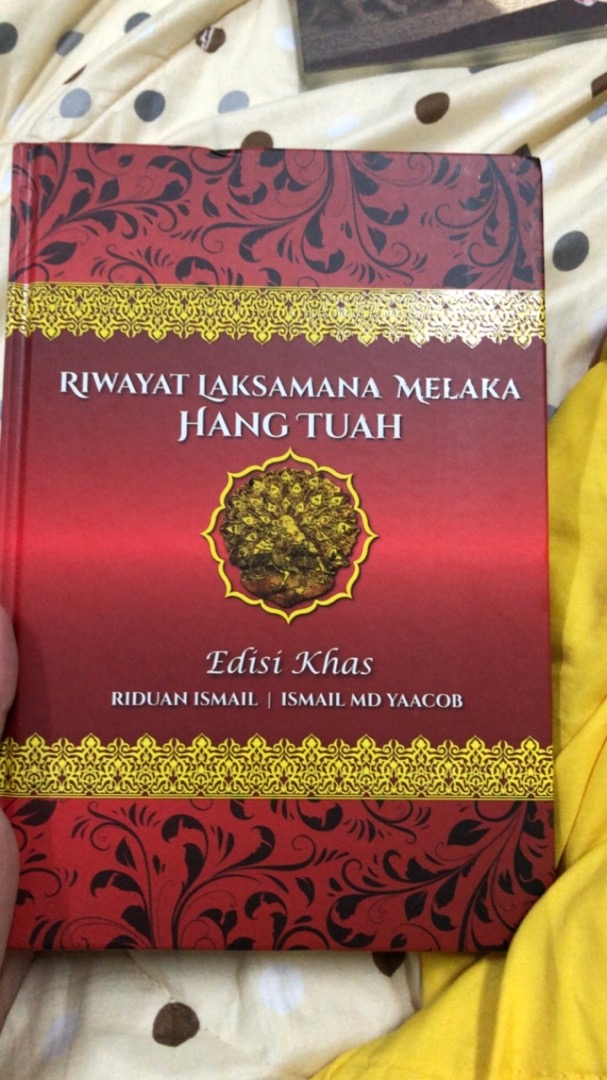 RIWAYAT LAKSAMANA MELAKA
HANG TUAH
Edisi Khas
RIDUAN ISMAIL | ISMAIL MD YAACOB